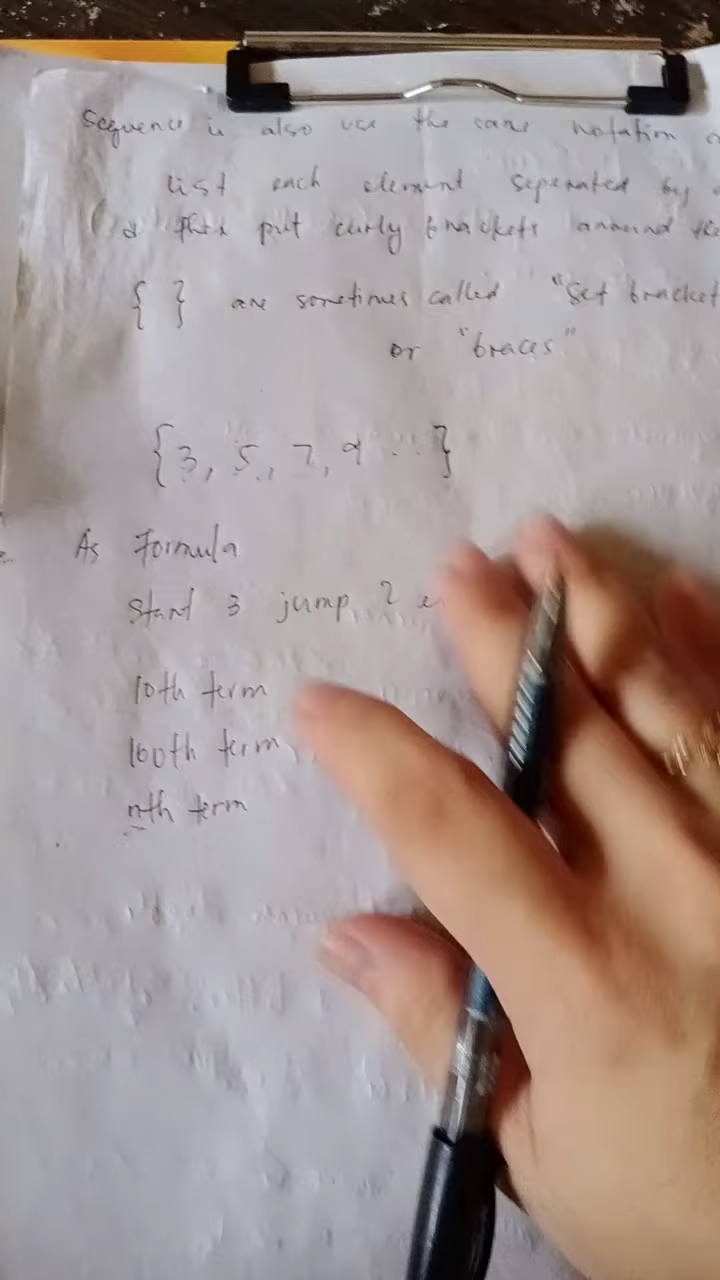 Sequence is also use the same notation
list each element seperated by
& then put curly brackets around the
{ } are sometimes called "Set bracket
or "braces"
{3, 5, 7, 9 ...}
As Formula
Start 3 jump 2
10th term
100th term
nth term